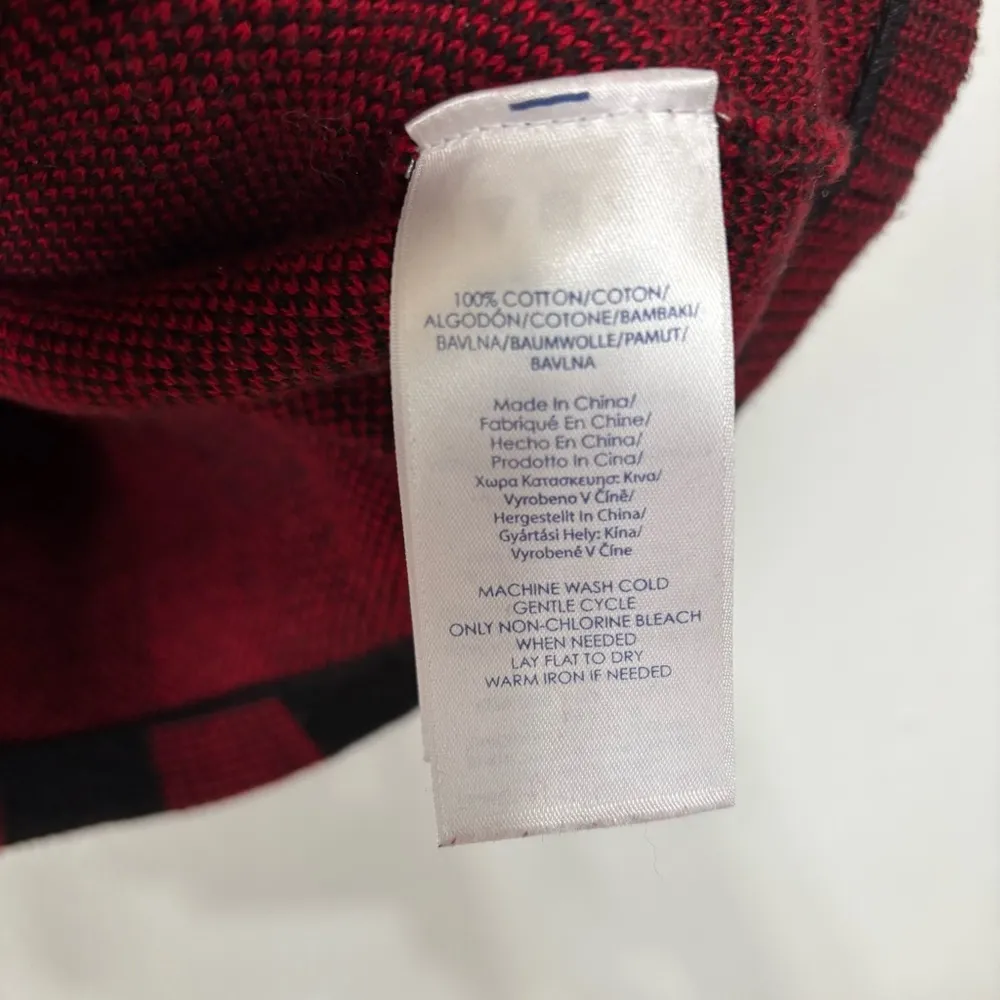 100% COTTON/COTON/
ALGODÓN/COTONE/BAMBAKI/
BAVLNA/BAUMWOLLE/PAMUT/
BAVLNA
Made In China/
Fabriqué En Chine/
Hecho En China/
Prodotto In Cina/
Χωρα Κατασκευησ: Κινα/
Vyrobeno V Číně/
Hergestellt In China/
Gyártási Hely: Kína/
Vyrobené V Číne
MACHINE WASH COLD
GENTLE CYCLE
ONLY NON-CHLORINE BLEACH
WHEN NEEDED
LAY FLAT TO DRY
WARM IRON IF NEEDED